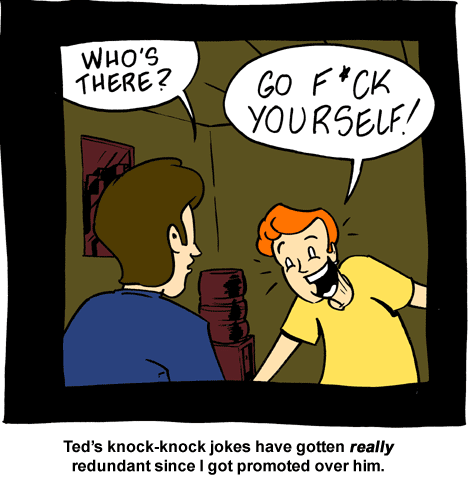 WHO'S
THERE?
GO F*CK
YOURSELF!
Ted's knock-knock jokes have gotten really
redundant since I got promoted over him.